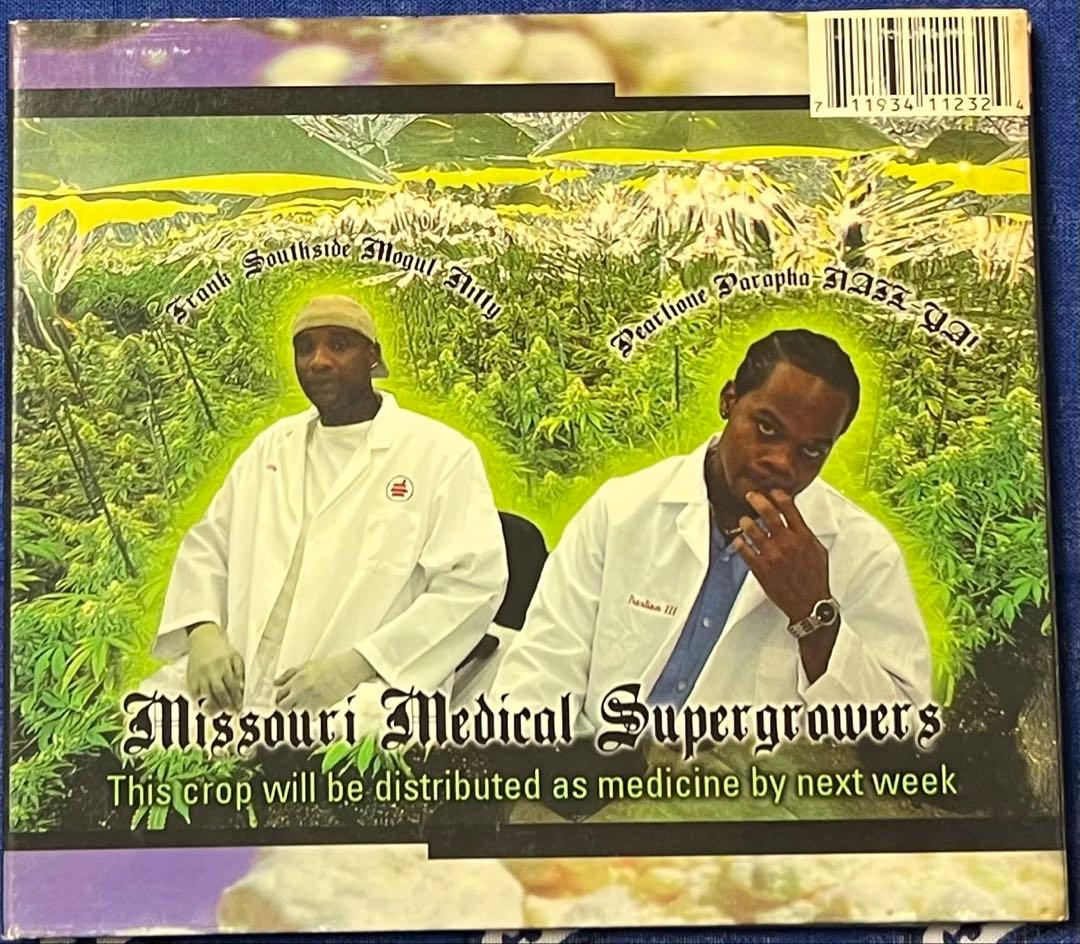 7 11934 11232 4
Frank Southside Mogul Nitty
Pearlione Parapha-NAIL-YA!
Missouri Medical Supergrowers
This crop will be distributed as medicine by next week